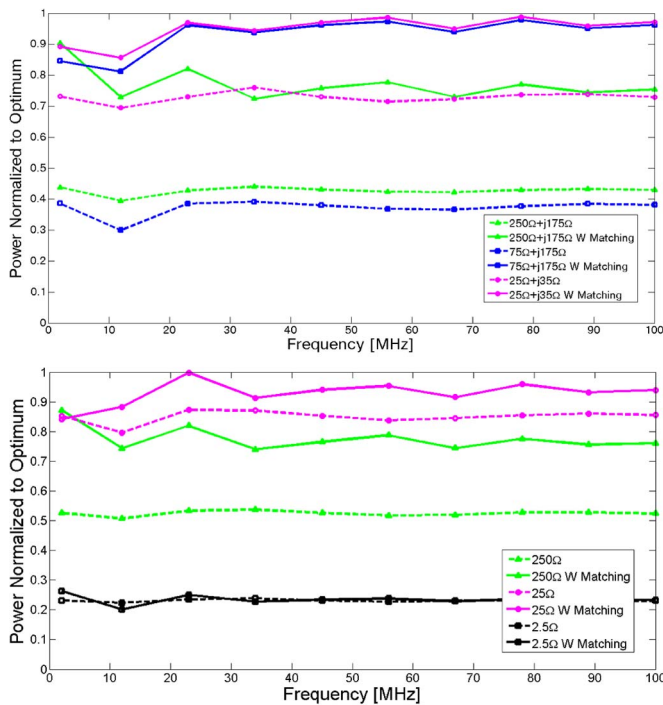 1
0.9
0.8
0.7
0.6
0.5
0.4
0.3
0.2
0.1
0
Power Normalized to Optimum
0 10 20 30 40 50 60 70 80 90 100
Frequency [MHz]
250Ω+j175Ω
250Ω+j175Ω W Matching
75Ω+j175Ω
75Ω+j175Ω W Matching
25Ω+j35Ω
25Ω+j35Ω W Matching
1
0.9
0.8
0.7
0.6
0.5
0.4
0.3
0.2
0.1
0
Power Normalized to Optimum
0 10 20 30 40 50 60 70 80 90 100
Frequency [MHz]
250Ω
250Ω W Matching
25Ω
25Ω W Matching
2.5Ω
2.5Ω W Matching